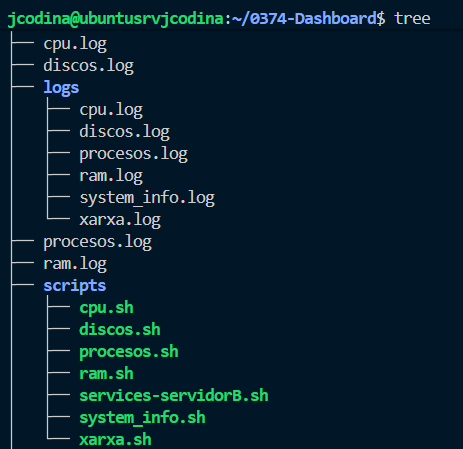 jcodina@ubuntusrvjcodina:~/0374-Dashboard$ tree
├── cpu.log
├── discos.log
├── logs
│   ├── cpu.log
│   ├── discos.log
│   ├── procesos.log
│   ├── ram.log
│   ├── system_info.log
│   └── xarxa.log
├── procesos.log
├── ram.log
├── scripts
│   ├── cpu.sh
│   ├── discos.sh
│   ├── procesos.sh
│   ├── ram.sh
│   ├── services-servidorB.sh
│   ├── system_info.sh
│   └── xarxa.sh